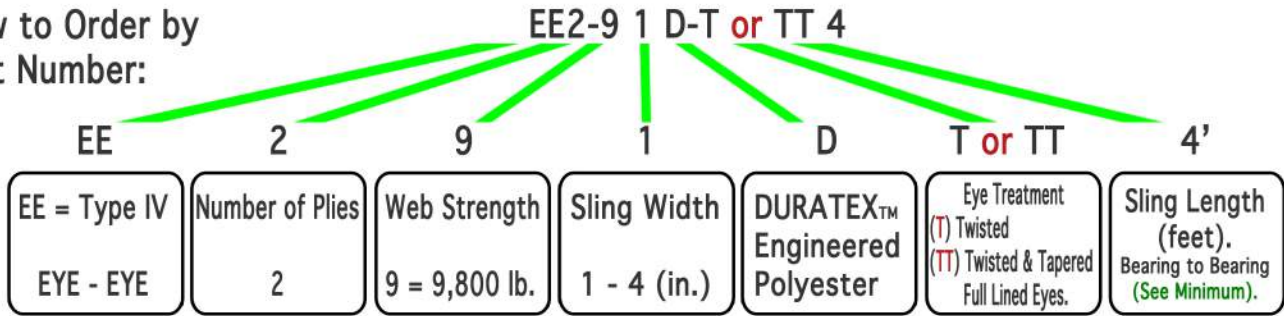 to Order by
Number:
EE2-9 1 D-T or TT 4
EE 2 9 1 D T or TT 4'
EE = Type IV
EYE - EYE
Number of Plies
2
Web Strength
9 = 9,800 lb.
Sling Width
1 - 4 (in.)
DURATEX™
Engineered
Polyester
Eye Treatment
(T) Twisted
(TT) Twisted & Tapered
Full Lined Eyes.
Sling Length
(feet).
Bearing to Bearing
(See Minimum).